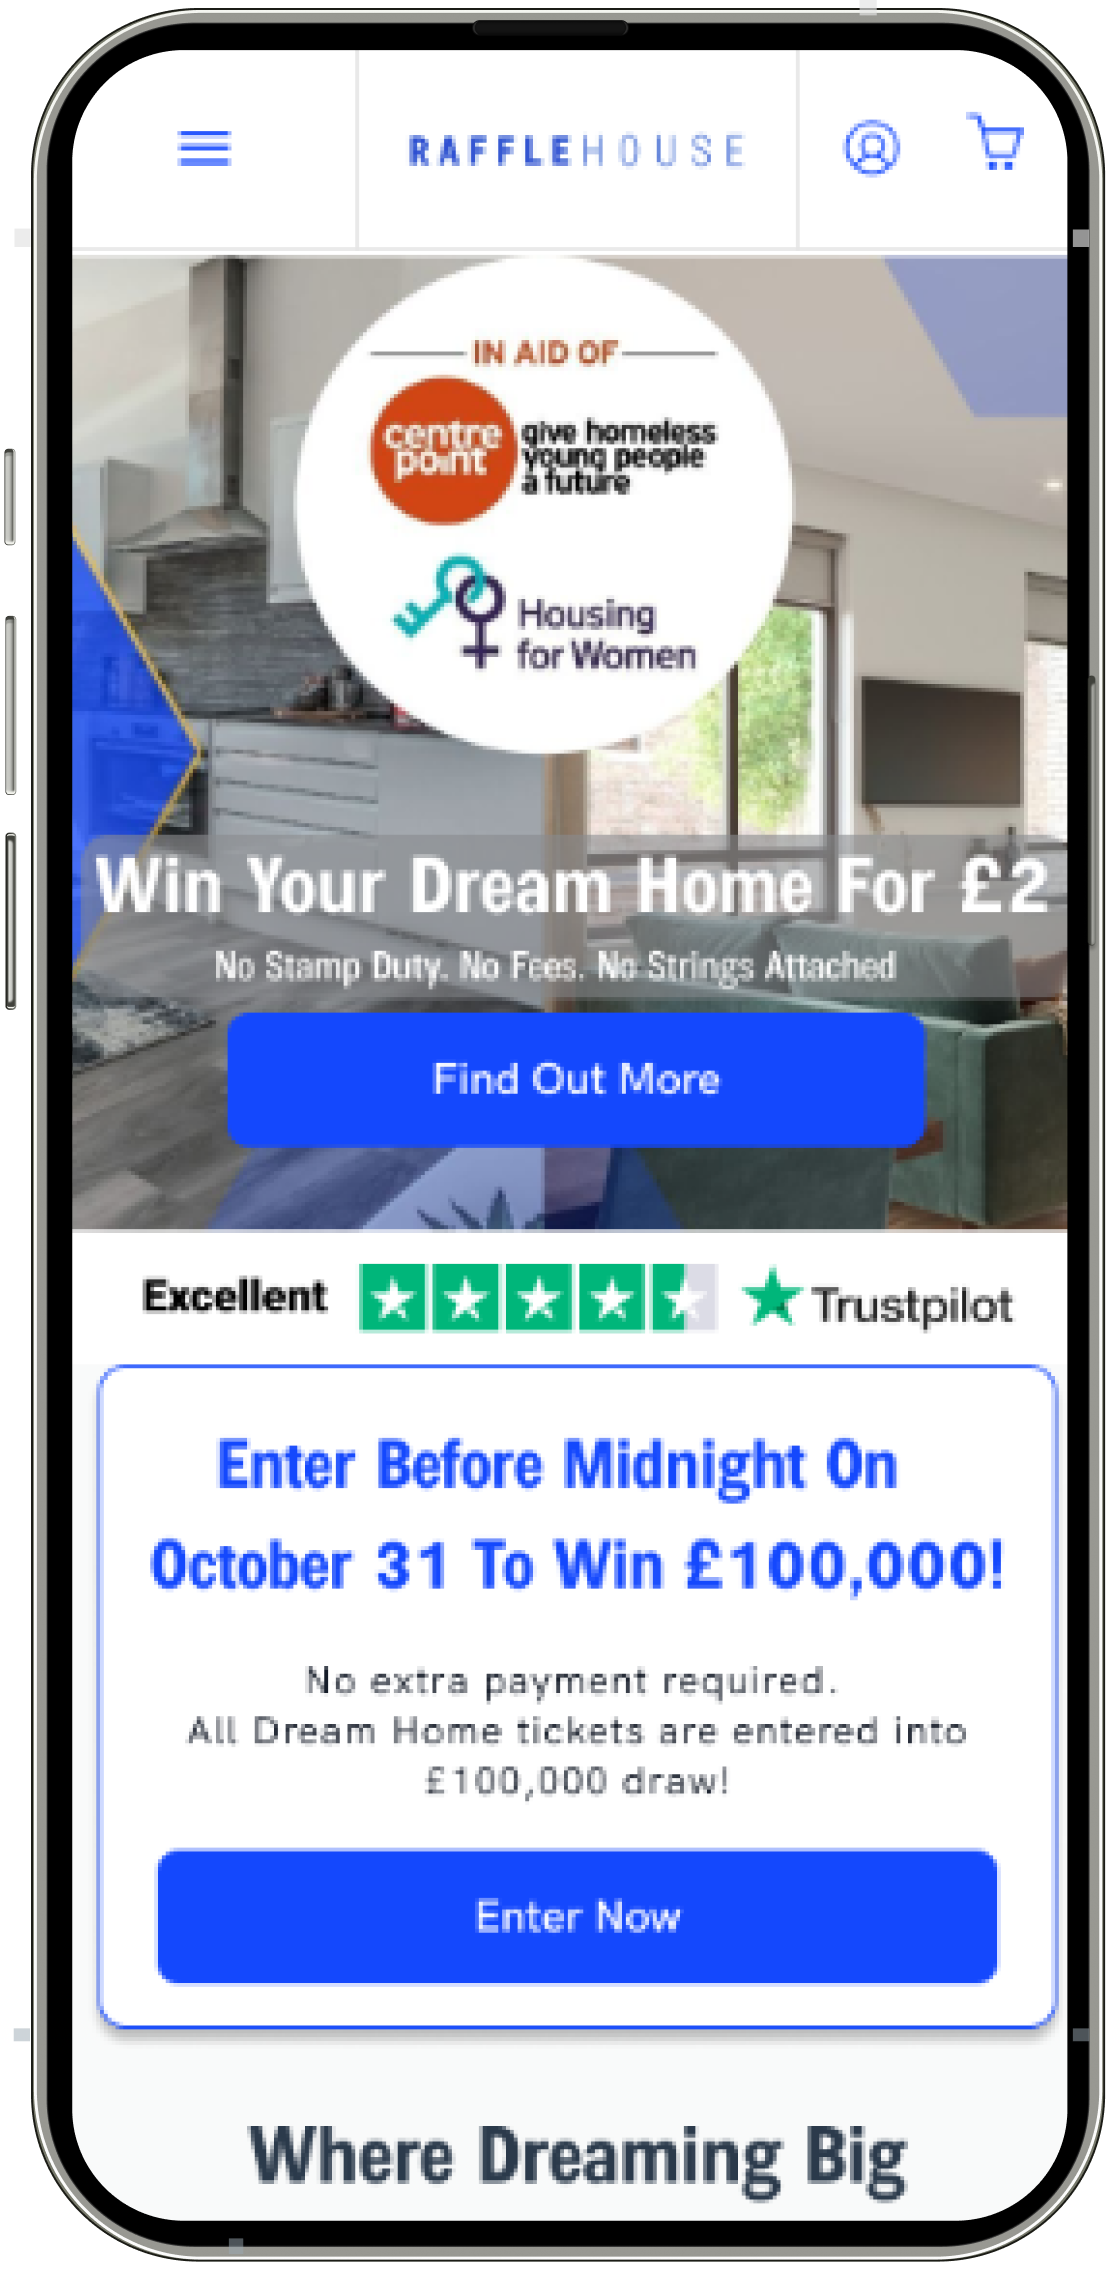 RAFFLEHOUSE
IN AID OF
centre
point
give homeless
young people
a future
Housing
for Women
Win Your Dream Home For £2
No Stamp Duty. No Fees. No Strings Attached
Find Out More
Excellent
Trustpilot
Enter Before Midnight On
October 31 To Win £100,000!
No extra payment required.
All Dream Home tickets are entered into
£100,000 draw!
Enter Now
Where Dreaming Big